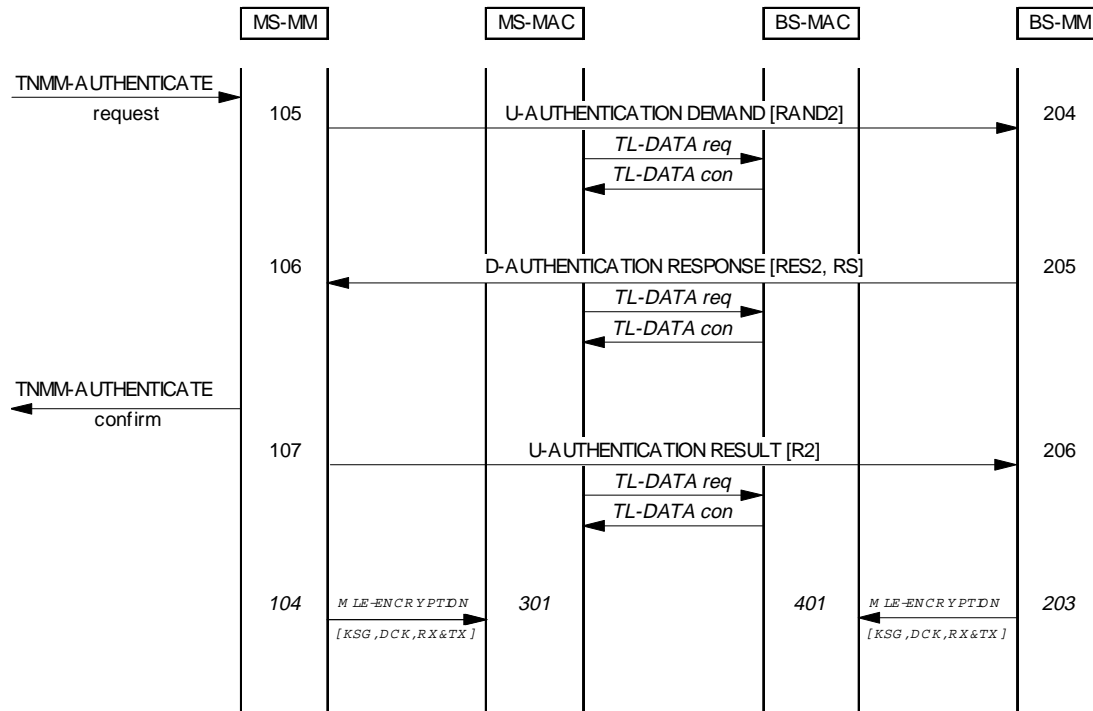 MS-MM MS-MAC BS-MAC BS-MM
TNMM-AUTHENTICATE
request
105 U-AUTHENTICATION DEMAND [RAND2] 204
TL-DATA req
TL-DATA con
106 D-AUTHENTICATION RESPONSE [RES2, RS] 205
TL-DATA req
TL-DATA con
TNMM-AUTHENTICATE
confirm
107 U-AUTHENTICATION RESULT [R2] 206
TL-DATA req
TL-DATA con
104 MLE-ENCRYPTION 301 401 MLE-ENCRYPTION 203
[KSG,DCK,RX&TX] [KSG,DCK,RX&TX]